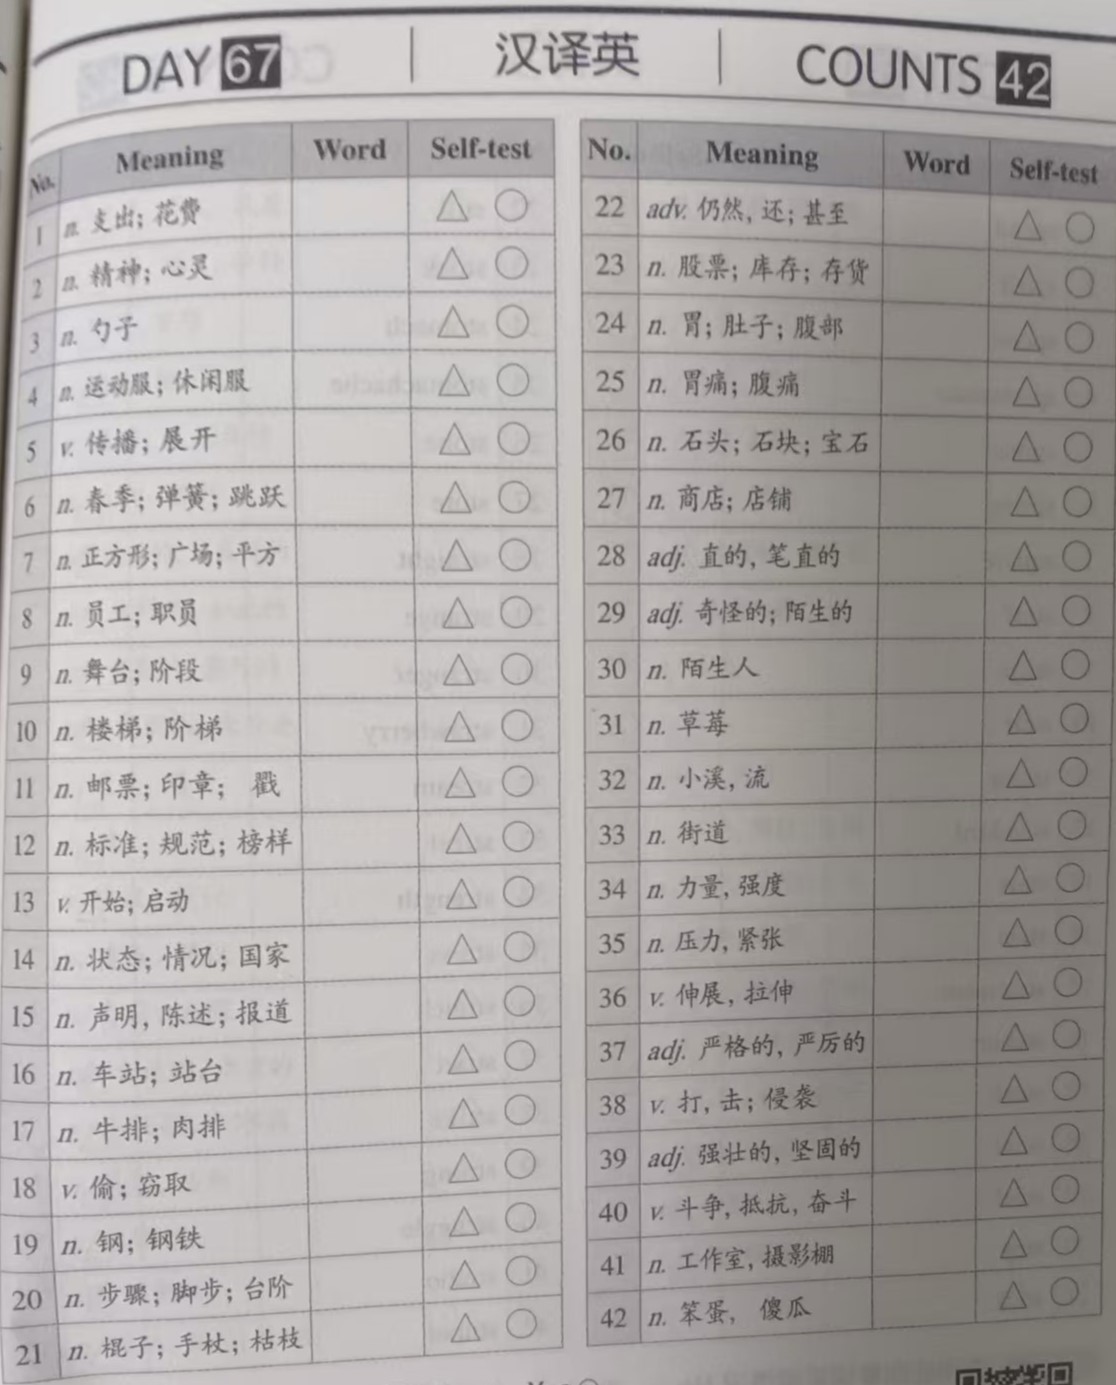 DAY 67 汉译英 COUNTS 42
No. Meaning Word Self-test
1 n. 支出; 花费 △ ○
2 n. 精神; 心灵 △ ○
3 n. 勺子 △ ○
4 n. 运动服; 休闲服 △ ○
5 v. 传播; 展开 △ ○
6 n. 春季; 弹簧; 跳跃 △ ○
7 n. 正方形; 广场; 平方 △ ○
8 n. 员工; 职员 △ ○
9 n. 舞台; 阶段 △ ○
10 n. 楼梯; 阶梯 △ ○
11 n. 邮票; 印章; 戳 △ ○
12 n. 标准; 规范; 榜样 △ ○
13 v. 开始; 启动 △ ○
14 n. 状态; 情况; 国家 △ ○
15 n. 声明, 陈述; 报道 △ ○
16 n. 车站; 站台 △ ○
17 n. 牛排; 肉排 △ ○
18 v. 偷; 窃取 △ ○
19 n. 钢; 钢铁 △ ○
20 n. 步骤; 脚步; 台阶 △ ○
21 n. 棍子; 手杖; 枯枝 △ ○
No. Meaning Word Self-test
22 adv. 仍然, 还; 甚至 △ ○
23 n. 股票; 库存; 存货 △ ○
24 n. 胃; 肚子; 腹部 △ ○
25 n. 胃痛; 腹痛 △ ○
26 n. 石头; 石块; 宝石 △ ○
27 n. 商店; 店铺 △ ○
28 adj. 直的, 笔直的 △ ○
29 adj. 奇怪的; 陌生的 △ ○
30 n. 陌生人 △ ○
31 n. 草莓 △ ○
32 n. 小溪, 流 △ ○
33 n. 街道 △ ○
34 n. 力量, 强度 △ ○
35 n. 压力, 紧张 △ ○
36 v. 伸展, 拉伸 △ ○
37 adj. 严格的, 严厉的 △ ○
38 v. 打, 击; 侵袭 △ ○
39 adj. 强壮的, 坚固的 △ ○
40 v. 斗争, 抵抗, 奋斗 △ ○
41 n. 工作室, 摄影棚 △ ○
42 n. 笨蛋, 傻瓜 △ ○